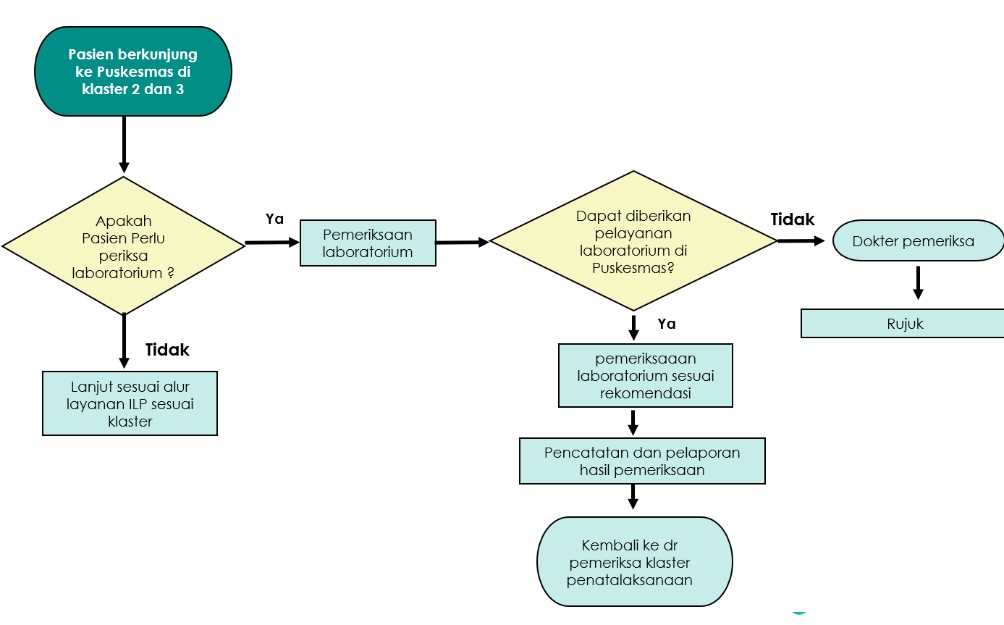 Pasien berkunjung
ke Puskesmas di
klaster 2 dan 3
Apakah
Pasien Perlu
periksa
laboratorium ?
Ya
Pemeriksaan
laboratorium
Dapat diberikan
pelayanan
laboratorium di
Puskesmas?
Tidak
Dokter pemeriksa
Rujuk
Tidak
Lanjut sesuai alur
layanan ILP sesuai
klaster
Ya
pemeriksaaan
laboratorium sesuai
rekomendasi
Pencatatan dan pelaporan
hasil pemeriksaan
Kembali ke dr
pemeriksa klaster
penatalaksanaan